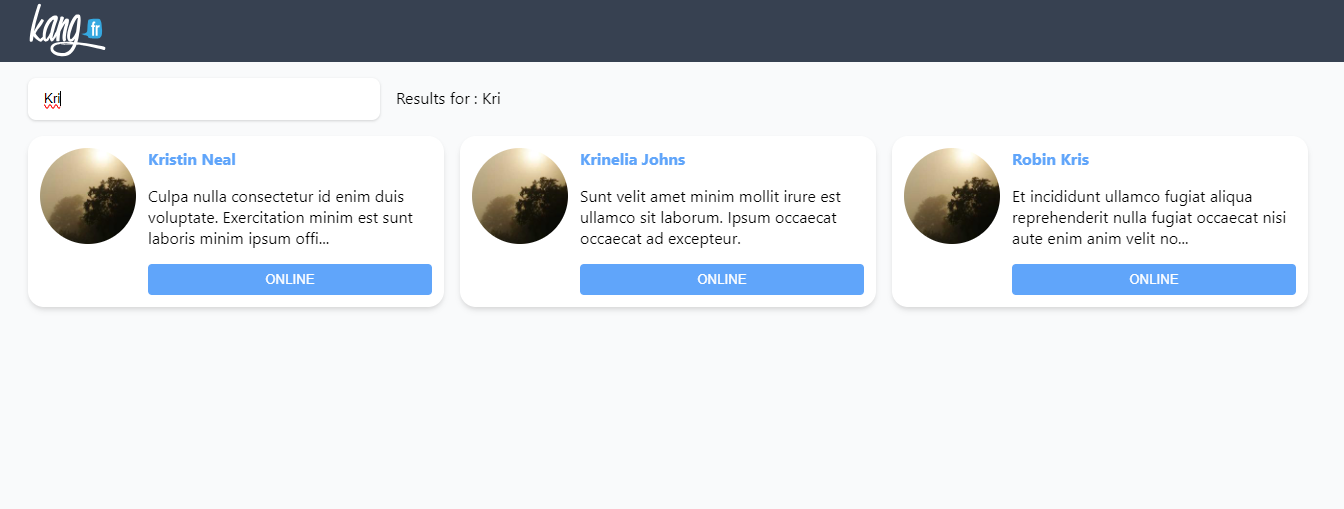 kang fr
Kri
Results for : Kri
Kristin Neal
Culpa nulla consectetur id enim duis
voluptate. Exercitation minim est sunt
laboris minim ipsum offi...
ONLINE
Krinelia Johns
Sunt velit amet minim mollit irure est
ullamco sit laborum. Ipsum occaecat
occaecat ad excepteur.
ONLINE
Robin Kris
Et incididunt ullamco fugiat aliqua
reprehenderit nulla fugiat occaecat nisi
aute enim anim velit no...
ONLINE